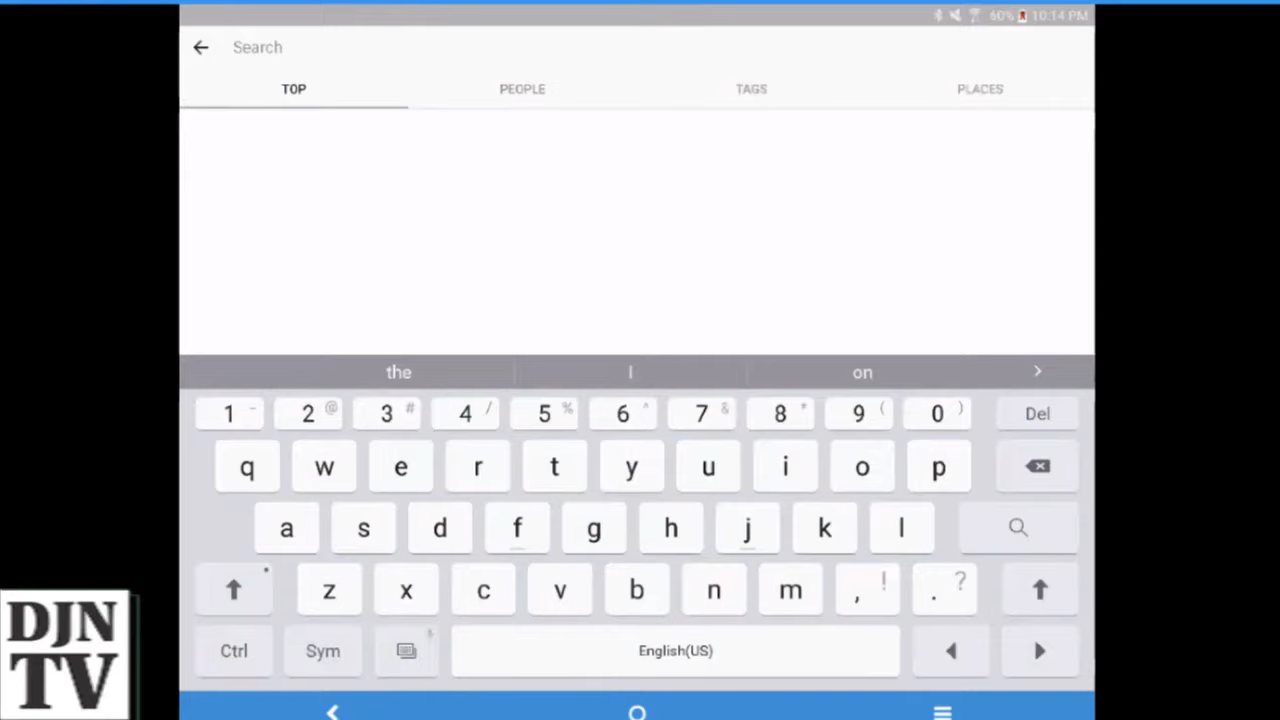 60% 10:14 PM
Search
TOP PEOPLE TAGS PLACES
the I on >
1 - 2 @ 3 # 4 / 5 % 6 ^ 7 & 8 * 9 ( 0 ) Del
q w e r t y u i o p
a s d f g h j k l
z x c v b n m , ! . ?
Ctrl Sym English(US)
DJN
TV